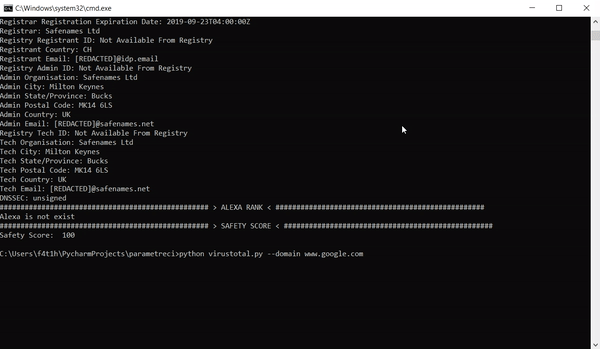 C:\Windows\system32\cmd.exe
Registrar Registration Expiration Date: 2019-09-23T04:00:00Z
Registrar: Safenames Ltd
Registry Registrant ID: Not Available From Registry
Registrant Country: CH
Registrant Email: [REDACTED]@idp.email
Registry Admin ID: Not Available From Registry
Admin Organisation: Safenames Ltd
Admin City: Milton Keynes
Admin State/Province: Bucks
Admin Postal Code: MK14 6LS
Admin Country: UK
Admin Email: [REDACTED]@safenames.net
Registry Tech ID: Not Available From Registry
Tech Organisation: Safenames Ltd
Tech City: Milton Keynes
Tech State/Province: Bucks
Tech Postal Code: MK14 6LS
Tech Country: UK
Tech Email: [REDACTED]@safenames.net
DNSSEC: unsigned
################################################## > ALEXA RANK < ##################################################
Alexa is not exist
################################################## > SAFETY SCORE < ##################################################
Safety Score:  100
C:\Users\f4t1h\PycharmProjects\parametreci>python virustotal.py --domain www.google.com